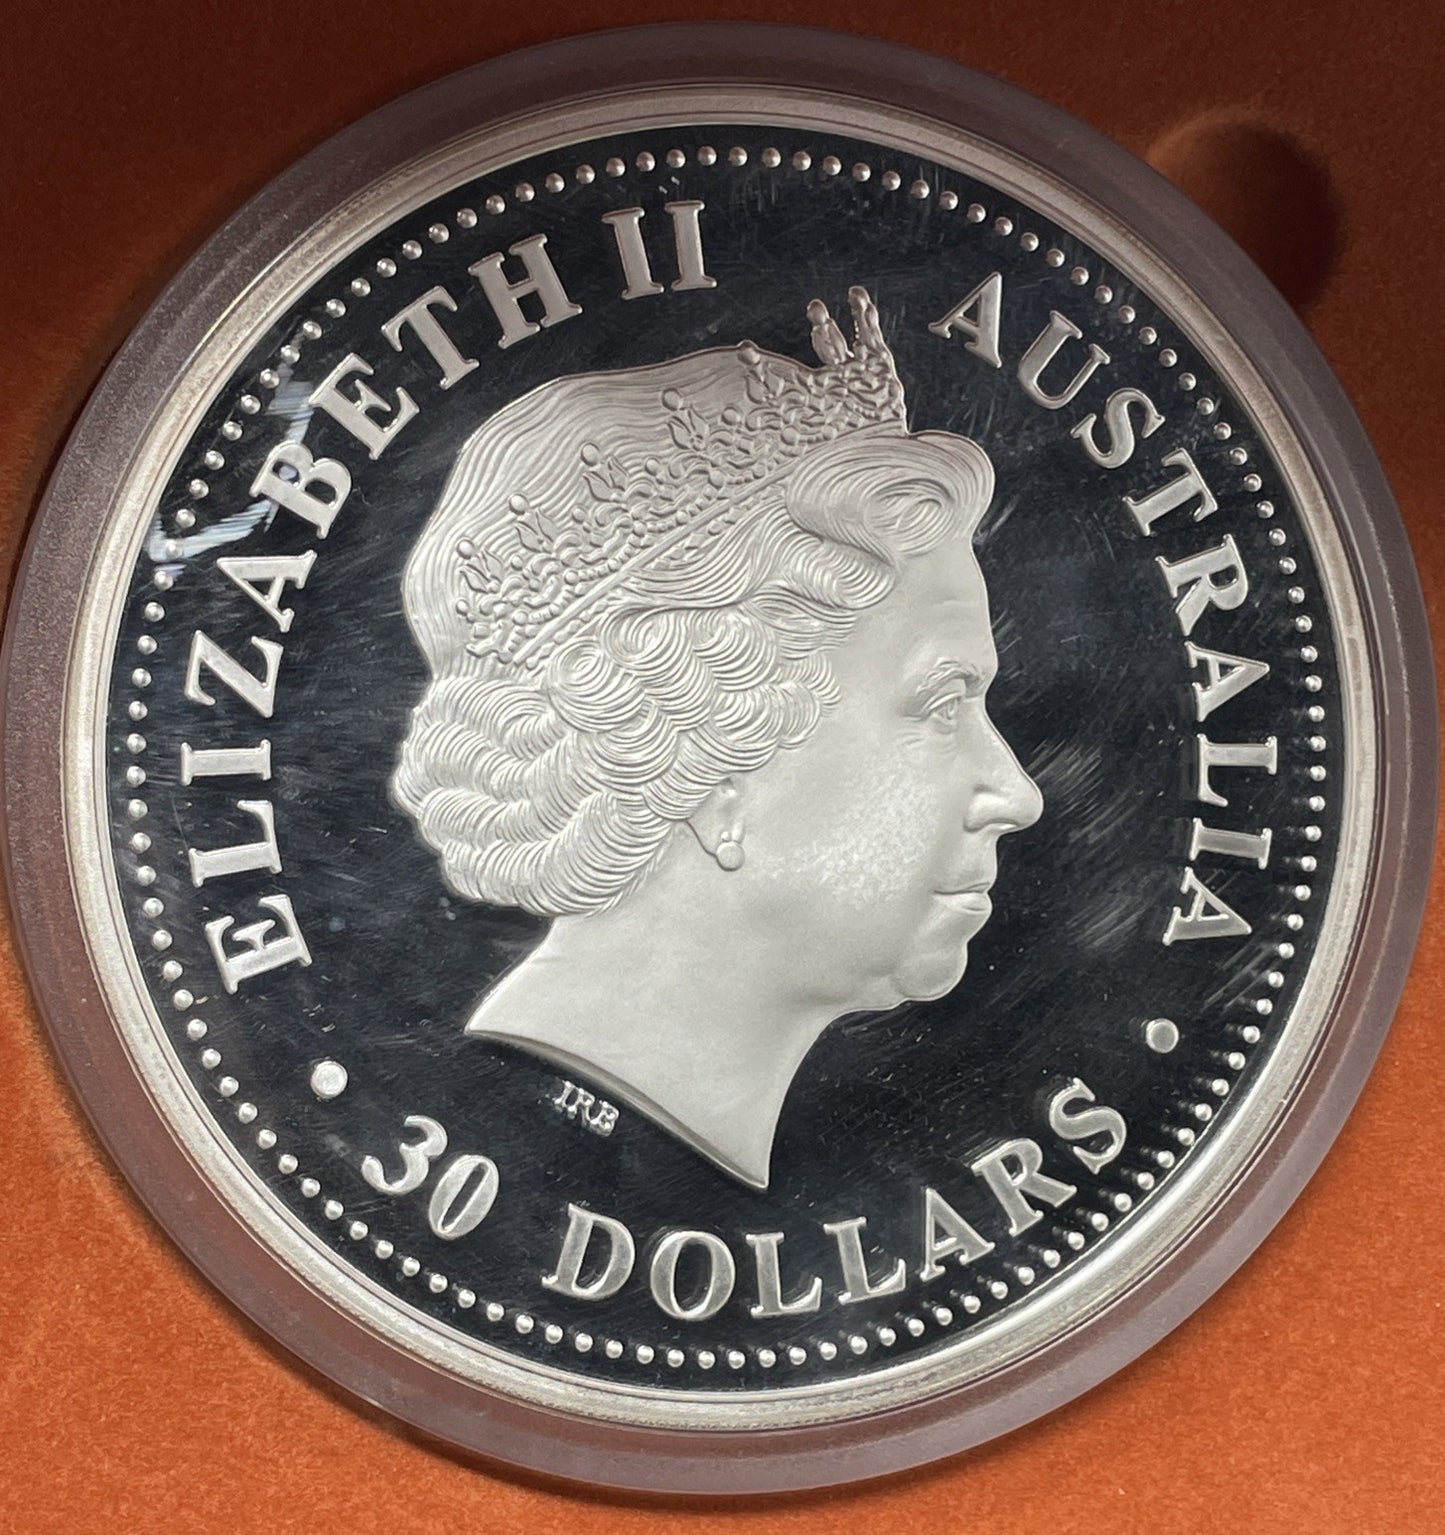 ELIZABETH II
AUSTRALIA
30 DOLLARS
IRB